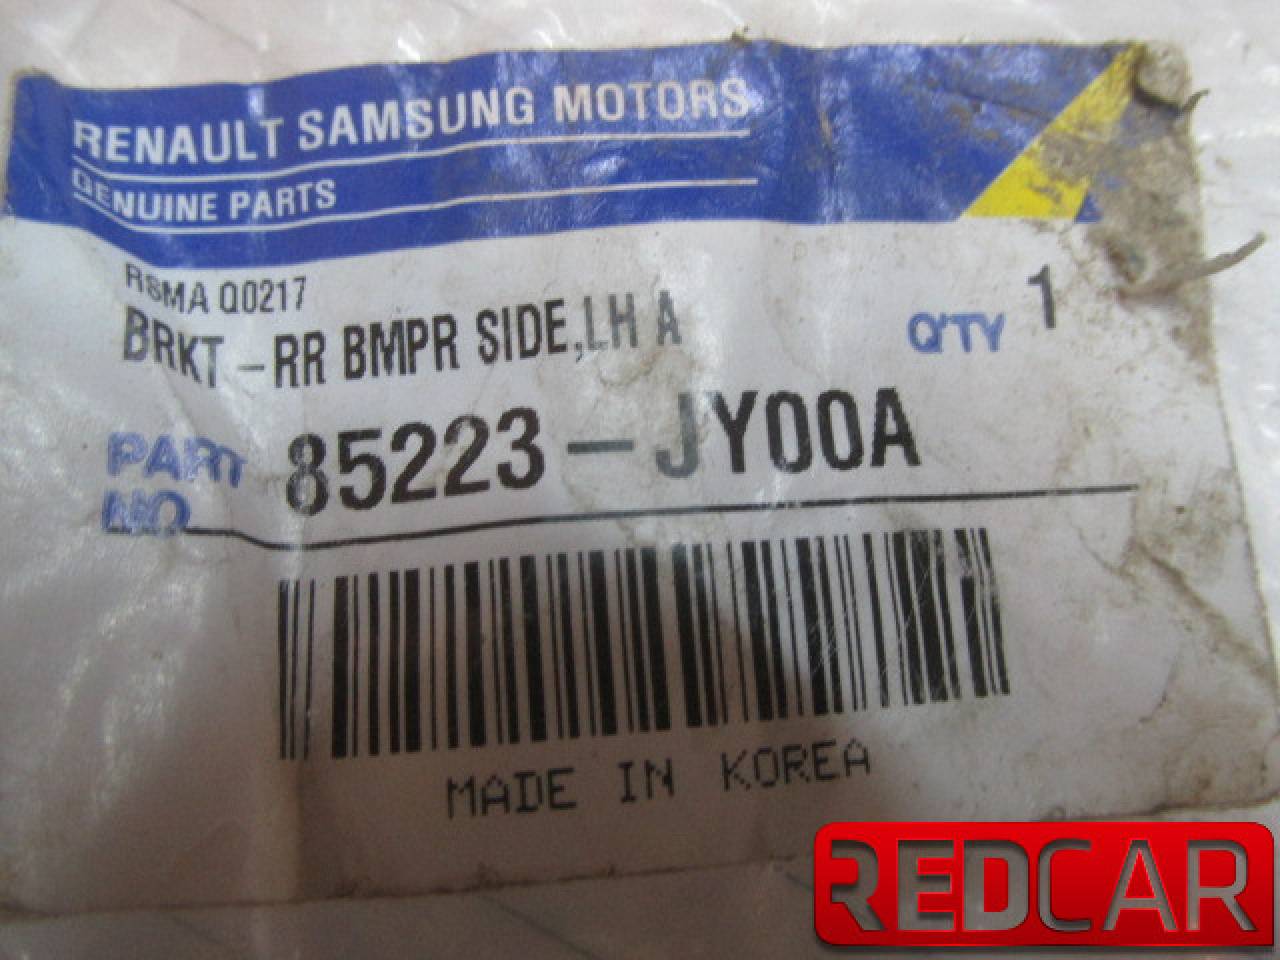 RENAULT SAMSUNG MOTORS
GENUINE PARTS
RSMA Q0217
BRKT-RR BMPR SIDE,LH A
Q'TY 1
PART NO 85223-JY00A
MADE IN KOREA
REDCAR